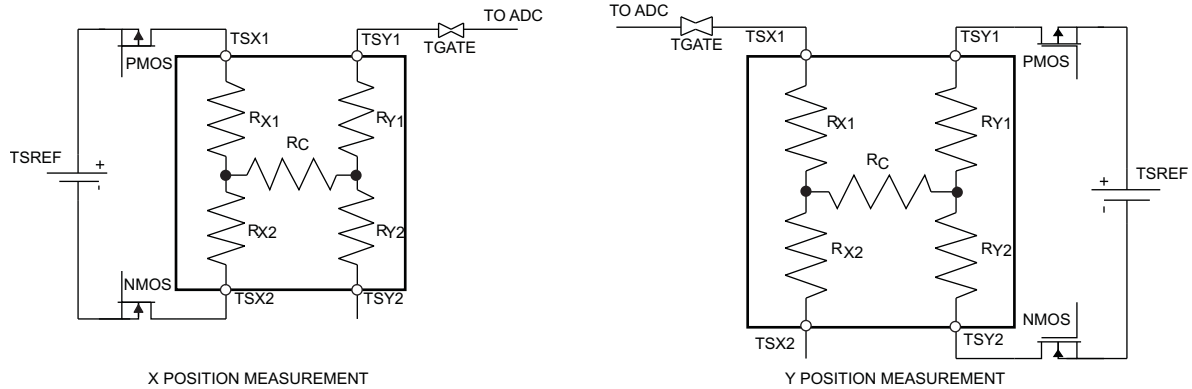 TO ADC
TSX1
TSY1
TGATE
PMOS
RX1
RY1
RC
TSREF
+
-
RX2
RY2
NMOS
TSX2
TSY2
X POSITION MEASUREMENT
TO ADC
TSX1
TSY1
TGATE
PMOS
RX1
RY1
RC
TSREF
+
-
RX2
RY2
NMOS
TSX2
TSY2
Y POSITION MEASUREMENT